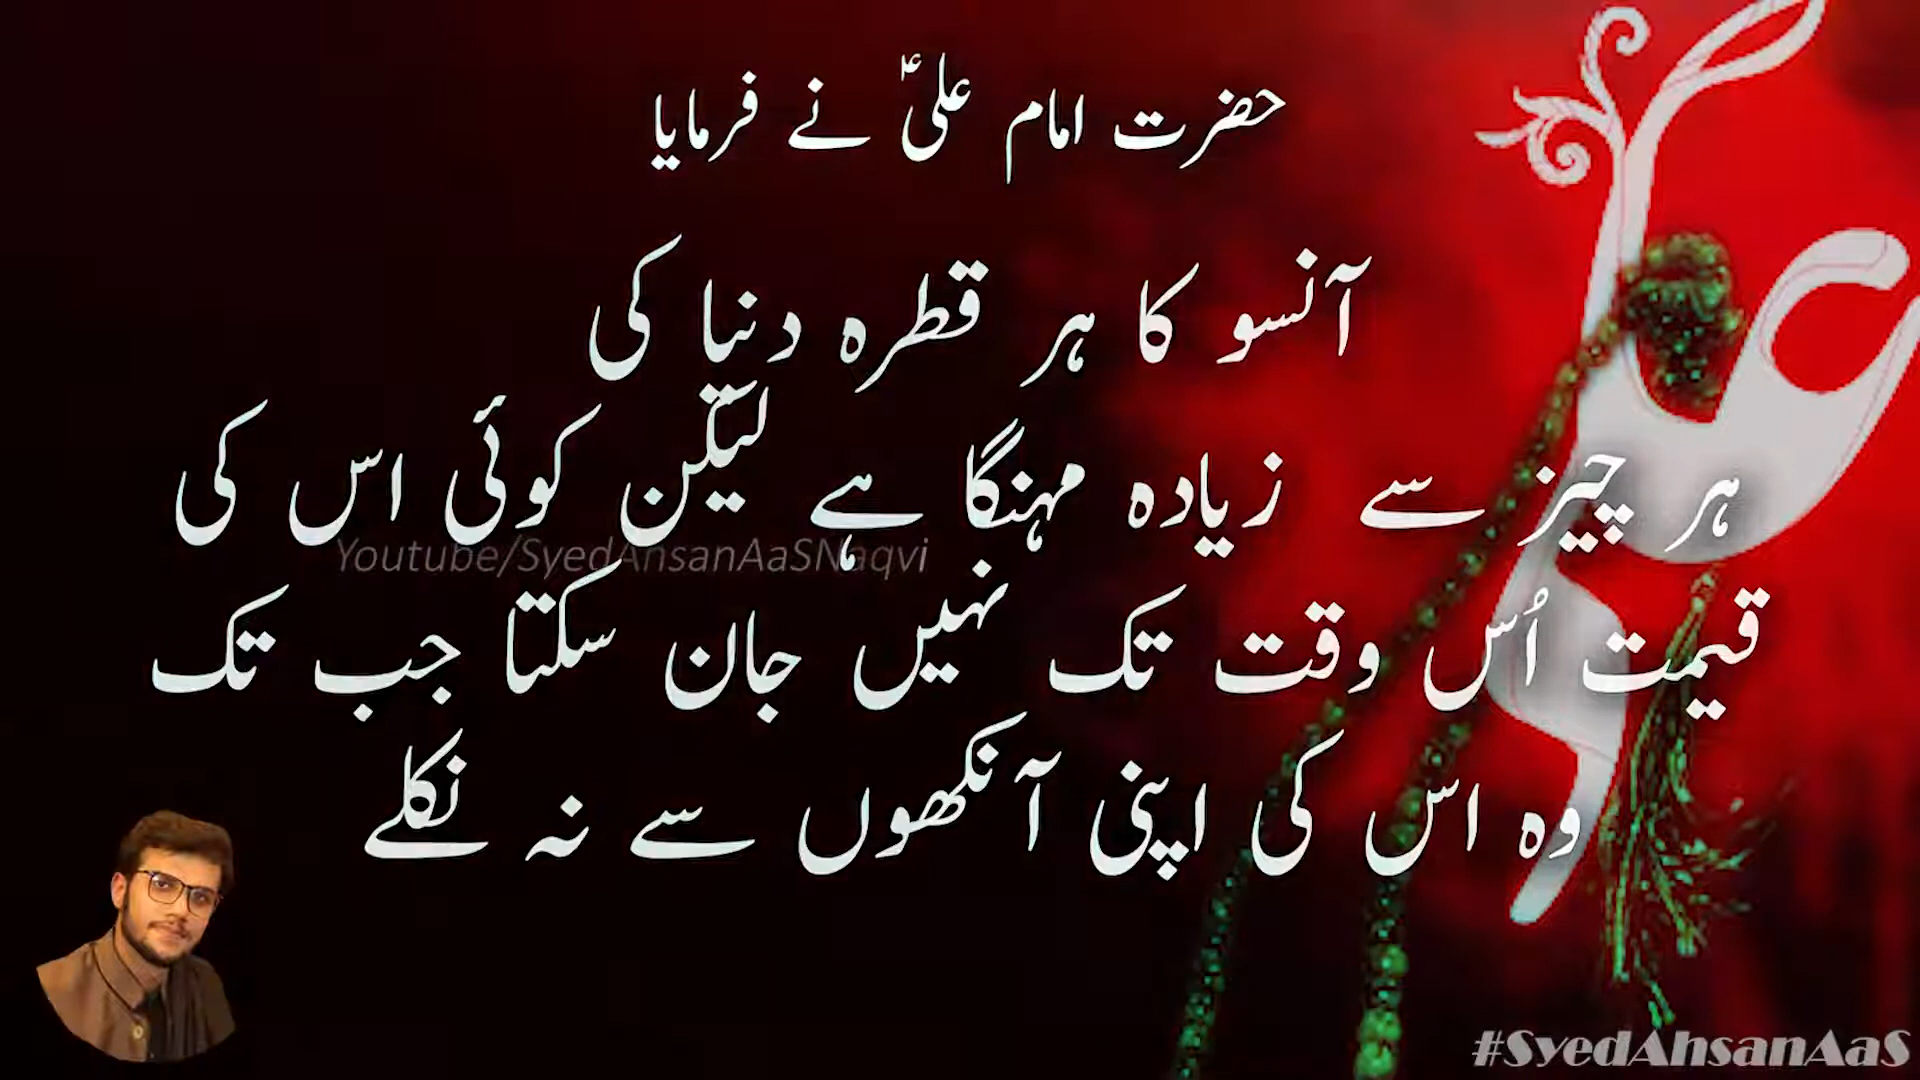 حضرت امام علیؑ نے فرمایا
آنسو کا ہر قطرہ دنیا کی
ہر چیز سے زیادہ مہنگا ہے لیکن کوئی اس کی
قیمت اُس وقت تک نہیں جان سکتا جب تک
وہ اس کی اپنی آنکھوں سے نہ نکلے
Youtube/SyedAhsanAaSNaqvi
علی
#SyedAhsanAaS